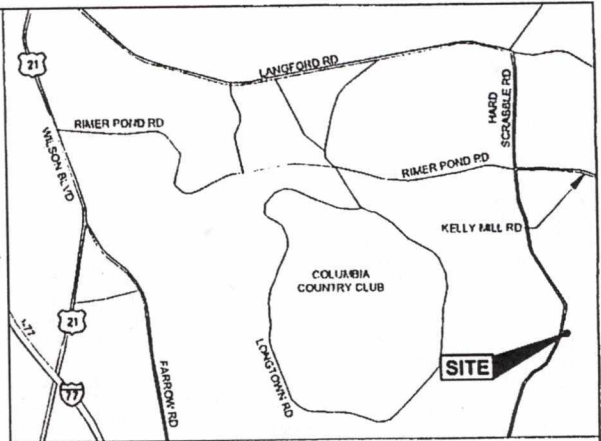 21
LANGFORD RD
HARD
SCRABBLE RD
WILSON BLVD
RIMER POND RD
RIMER POND RD
KELLY MILL RD
COLUMBIA
COUNTRY CLUB
21
I-77
77
FARROW RD
LONGTOWN RD
SITE